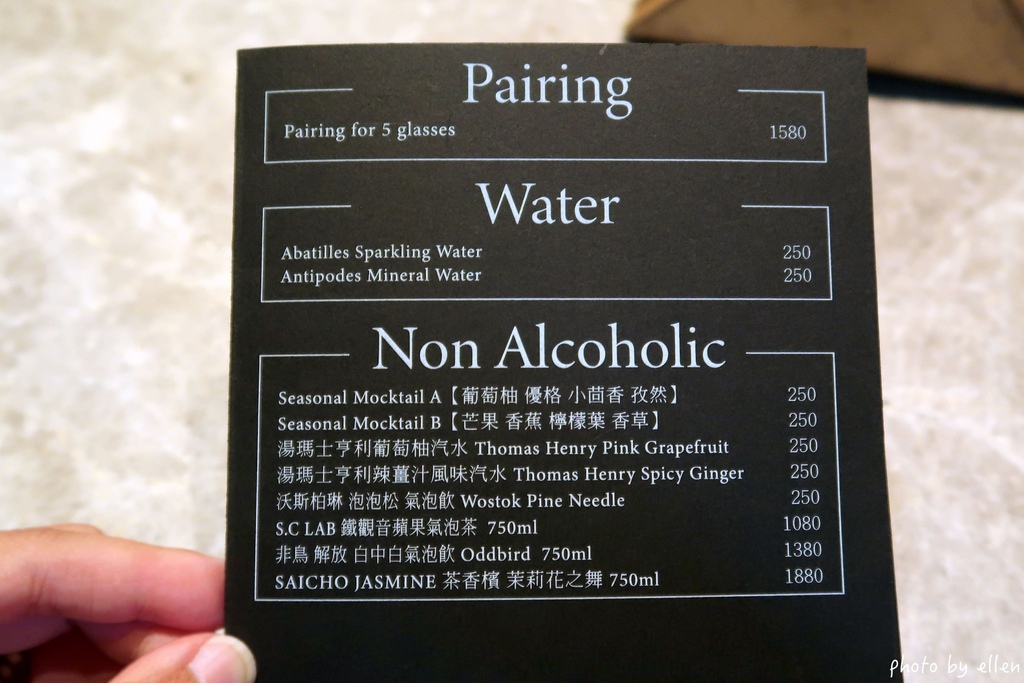 Pairing
Pairing for 5 glasses 1580
Water
Abatilles Sparkling Water 250
Antipodes Mineral Water 250
Non Alcoholic
Seasonal Mocktail A【葡萄柚 優格 小茴香 孜然】 250
Seasonal Mocktail B【芒果 香蕉 檸檬葉 香草】 250
湯瑪士亨利葡萄柚汽水 Thomas Henry Pink Grapefruit 250
湯瑪士亨利辣薑汁風味汽水 Thomas Henry Spicy Ginger 250
沃斯柏琳 泡泡松 氣泡飲 Wostok Pine Needle 250
S.C LAB 鐵觀音蘋果氣泡茶 750ml 1080
非鳥 解放 白中白氣泡飲 Oddbird 750ml 1380
SAICHO JASMINE 茶香檳 茉莉花之舞 750ml 1880
photo by ellen